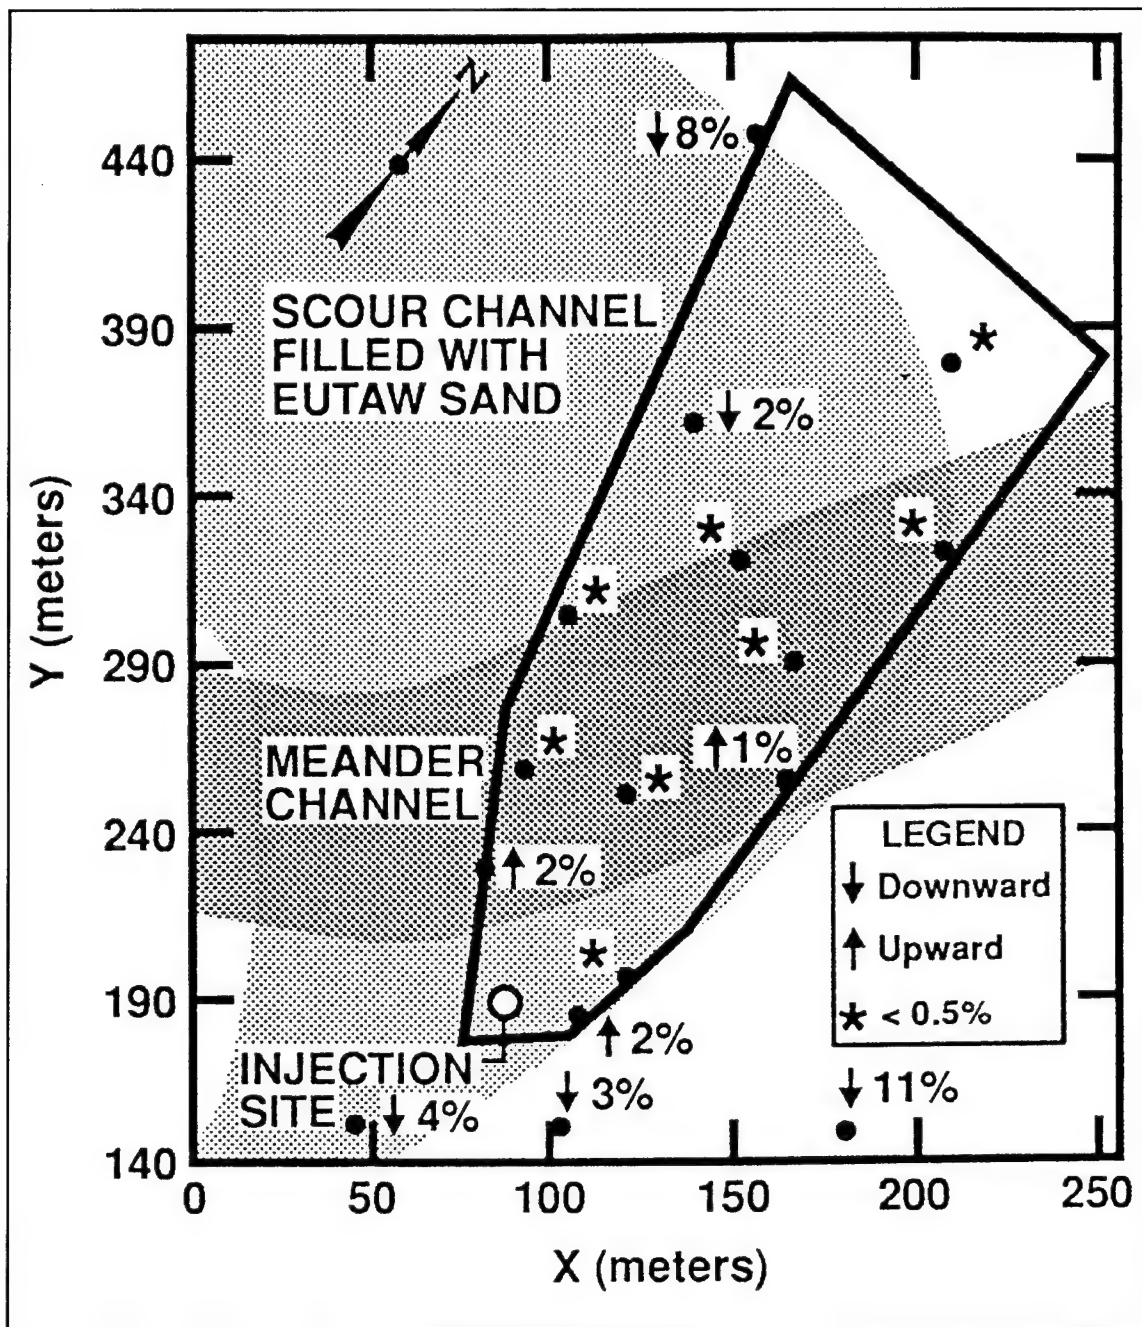 N
↓ 8%
440
SCOUR CHANNEL
FILLED WITH
EUTAW SAND
390
*
↓ 2%
340
*
*
*
*
290
MEANDER
CHANNEL
*
*
↑1%
240
↑ 2%
*
190
↑ 2%
INJECTION
SITE
↓ 4%
↓ 3%
↓ 11%
LEGEND
↓ Downward
↑ Upward
* < 0.5%
140
0
50
100
150
200
250
X (meters)
Y (meters)